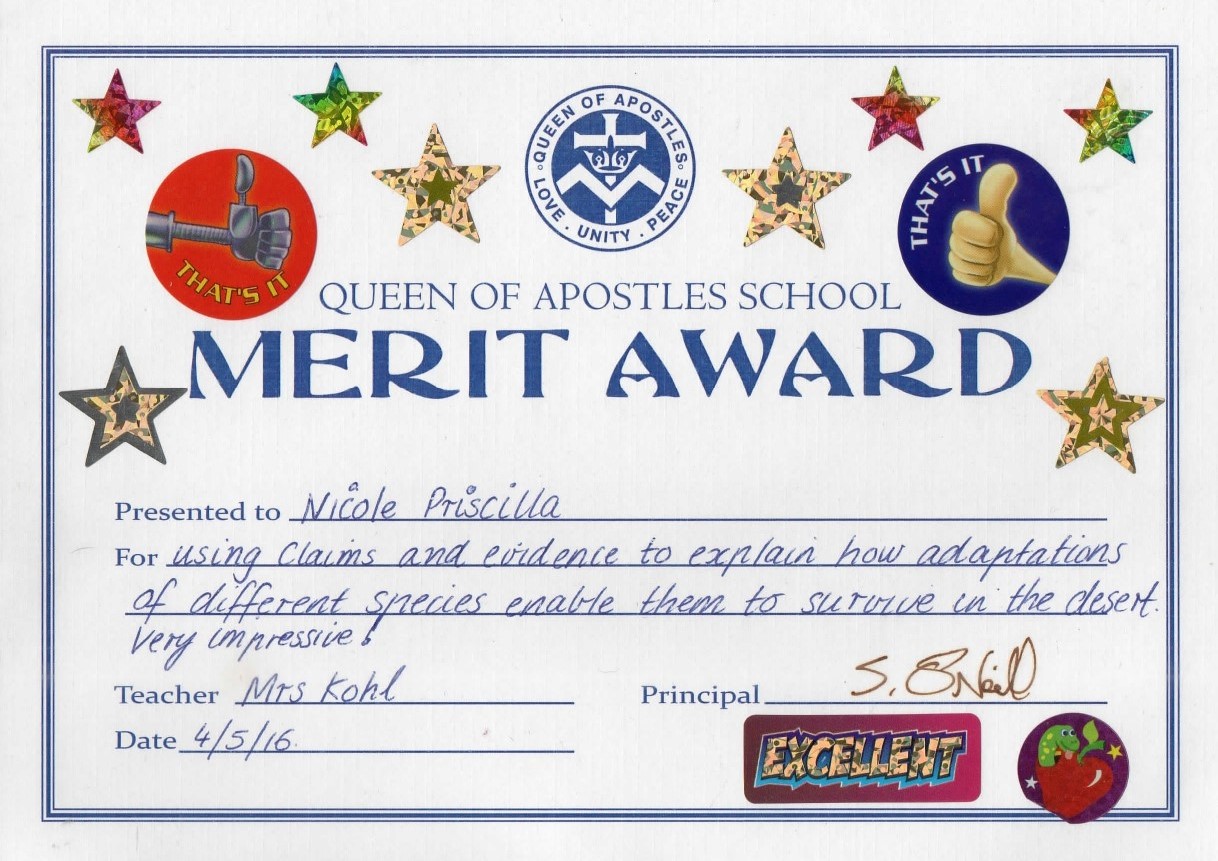 QUEEN OF APOSTLES
LOVE . UNITY . PEACE
THAT'S IT
THAT'S IT
QUEEN OF APOSTLES SCHOOL
MERIT AWARD
Presented to Nicole Priscilla
For using Claims and evidence to explain how adaptations
of different species enable them to survive in the desert.
Very impressive!
Teacher Mrs Kohl
Principal S. O'Neill
Date 4/5/16.
EXCELLENT